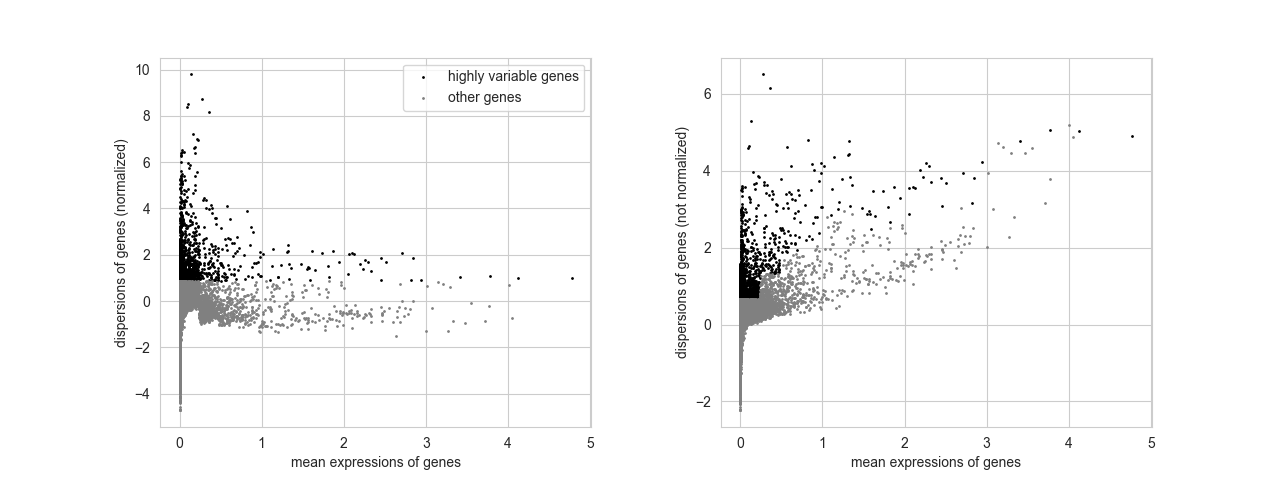 10
8
6
4
2
0
−2
−4
dispersions of genes (normalized)
highly variable genes
other genes
0 1 2 3 4 5
mean expressions of genes
6
4
2
0
−2
dispersions of genes (not normalized)
0 1 2 3 4 5
mean expressions of genes